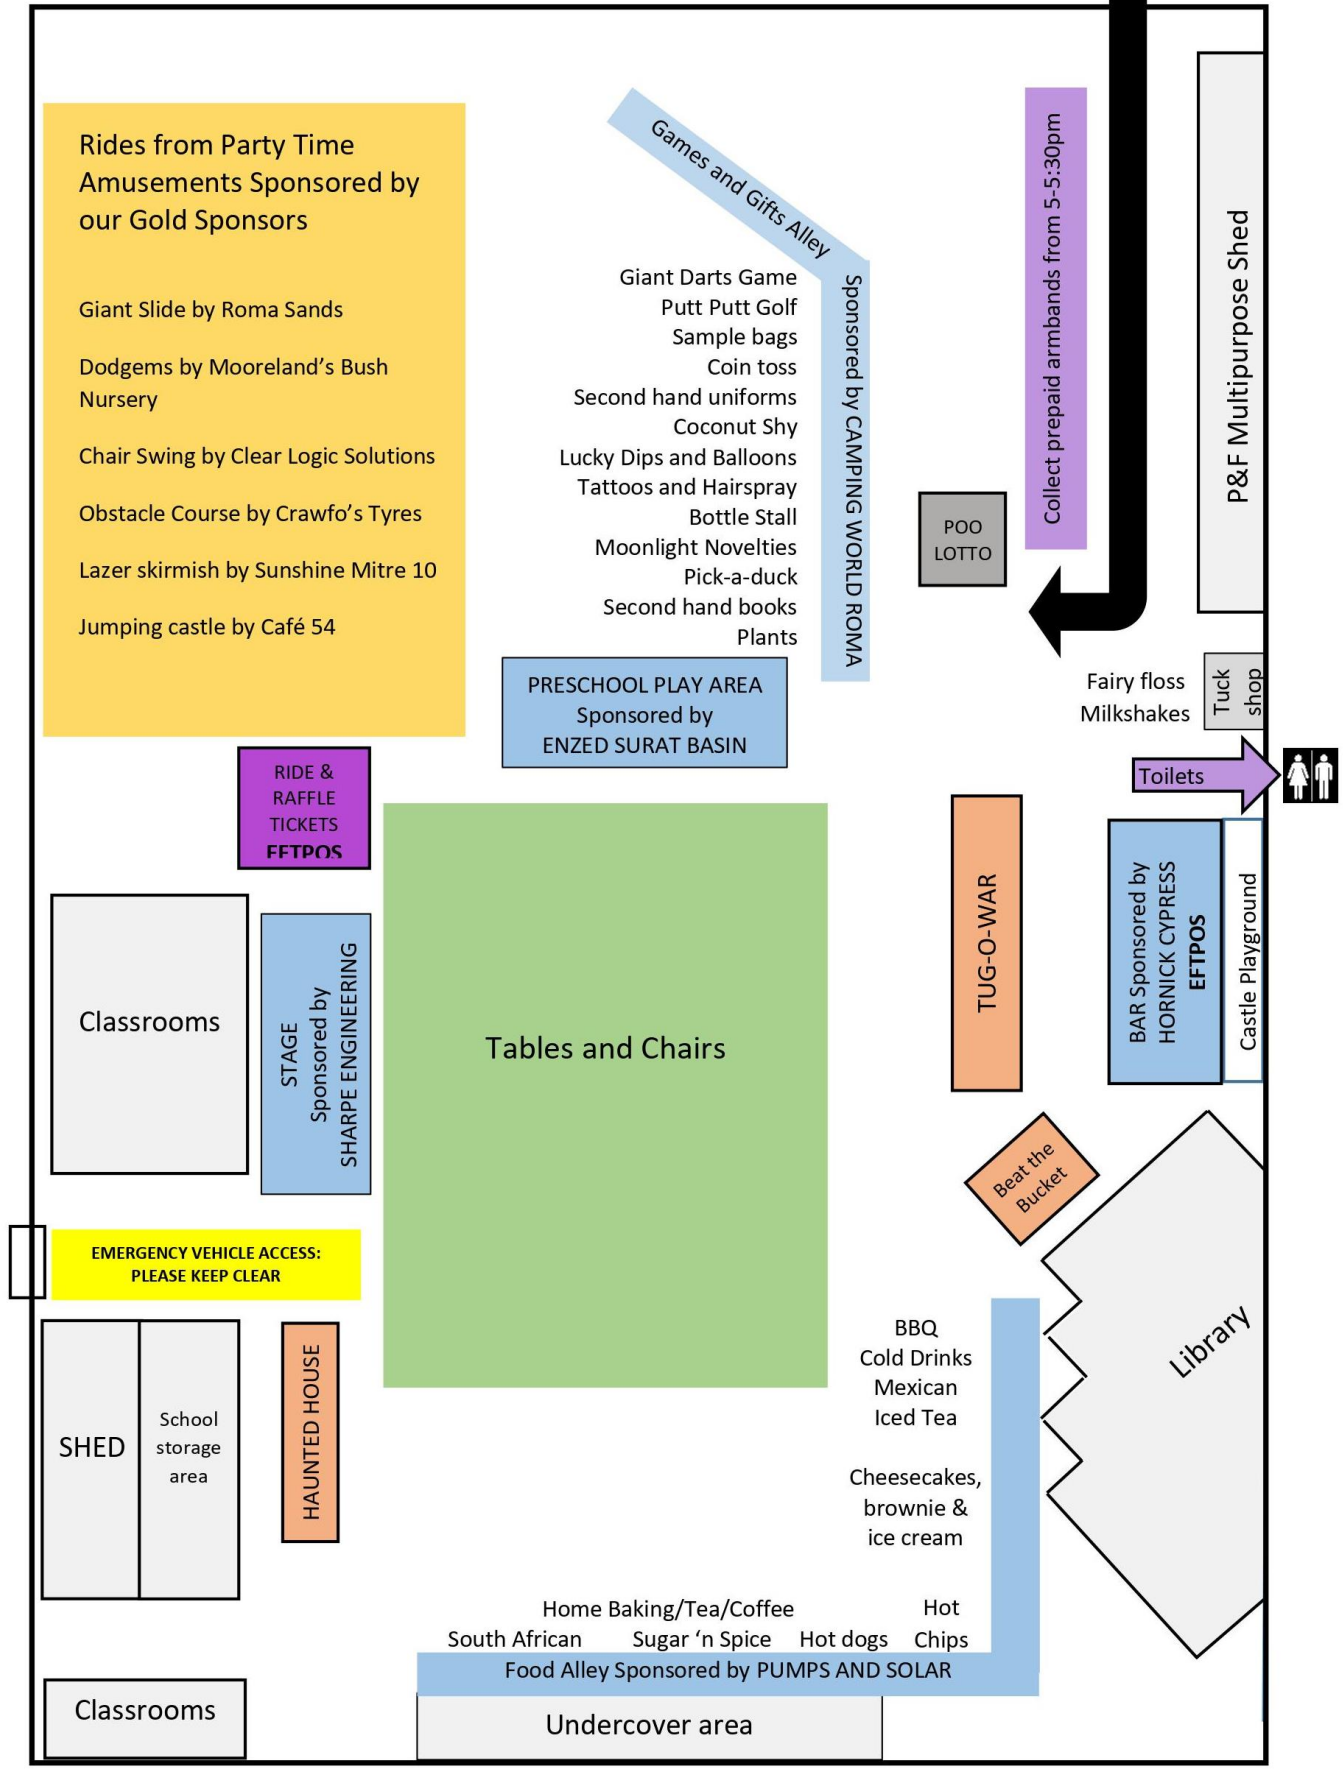 Rides from Party Time
Amusements Sponsored by
our Gold Sponsors
Giant Slide by Roma Sands
Dodgems by Mooreland’s Bush
Nursery
Chair Swing by Clear Logic Solutions
Obstacle Course by Crawfo’s Tyres
Lazer skirmish by Sunshine Mitre 10
Jumping castle by Café 54
Games and Gifts Alley
Sponsored by CAMPING WORLD ROMA
Giant Darts Game
Putt Putt Golf
Sample bags
Coin toss
Second hand uniforms
Coconut Shy
Lucky Dips and Balloons
Tattoos and Hairspray
Bottle Stall
Moonlight Novelties
Pick-a-duck
Second hand books
Plants
Collect prepaid armbands from 5-5:30pm
P&F Multipurpose Shed
POO
LOTTO
PRESCHOOL PLAY AREA
Sponsored by
ENZED SURAT BASIN
Fairy floss
Milkshakes
Tuck
shop
Toilets
RIDE &
RAFFLE
TICKETS
EFTPOS
Classrooms
STAGE
Sponsored by
SHARPE ENGINEERING
Tables and Chairs
TUG-O-WAR
BAR Sponsored by
HORNICK CYPRESS
EFTPOS
Castle Playground
Beat the
Bucket
EMERGENCY VEHICLE ACCESS:
PLEASE KEEP CLEAR
SHED
School
storage
area
HAUNTED HOUSE
BBQ
Cold Drinks
Mexican
Iced Tea
Cheesecakes,
brownie &
ice cream
Library
Home Baking/Tea/Coffee
Hot
Chips
South African
Sugar ‘n Spice
Hot dogs
Food Alley Sponsored by PUMPS AND SOLAR
Classrooms
Undercover area